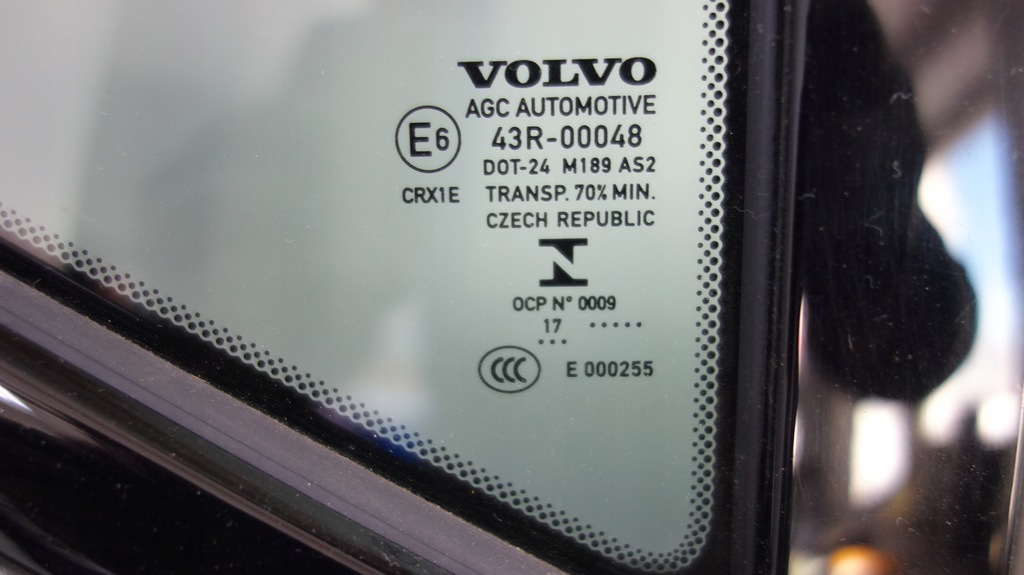 VOLVO
AGC AUTOMOTIVE
E6 43R-00048
DOT-24 M189 AS2
CRX1E TRANSP. 70% MIN.
CZECH REPUBLIC
N
OCP N° 0009
17 .....
...
CCC E 000255